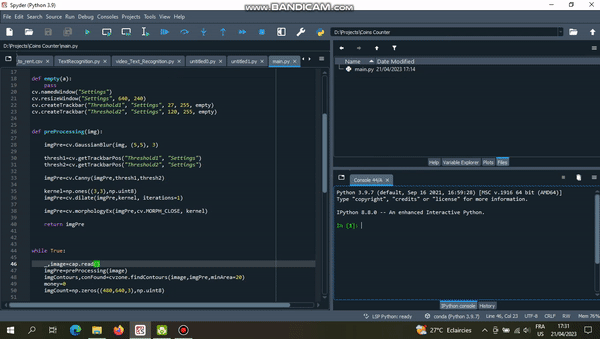 Spyder (Python 3.9)
www.BANDICAM.com
File Edit Search Source Run Debug Consoles Projects Tools View Help
D:\Projects\Coins Counter
D:\Projects\Coins Counter\main.py
_to_rent.csv TextRecognition.py video_Text_Recognition.py untitled0.py untitled1.py main.py
Name Date Modified
main.py 21/04/2023 17:14
17
18 def empty(a):
19 pass
20 cv.namedWindow("Settings")
21 cv.resizeWindow("Settings", 640, 240)
22 cv.createTrackbar("Threshold1", "Settings", 27, 255, empty)
23 cv.createTrackbar("Threshold2", "Settings", 120, 255, empty)
24
25
26 def preProcessing(img):
27
28 imgPre=cv.GaussianBlur(img, (5,5), 3)
29
30 thresh1=cv.getTrackbarPos("Threshold1", "Settings")
31 thresh2=cv.getTrackbarPos("Threshold2", "Settings")
32
33 imgPre=cv.Canny(imgPre,thresh1,thresh2)
34
35 kernel=np.ones((3,3),np.uint8)
36 imgPre=cv.dilate(imgPre,kernel, iterations=1)
37
38 imgPre=cv.morphologyEx(imgPre,cv.MORPH_CLOSE, kernel)
39
40 return imgPre
41
42
43
44 while True:
45
46 _,image=cap.read()
47 imgPre=preProcessing(image)
48 imgContours,conFound=cvzone.findContours(image,imgPre,minArea=20)
49 money=0
50 imgCount=np.zeros((480,640,3),np.uint8)
51
Help Variable Explorer Plots Files
Console 44/A
Python 3.9.7 (default, Sep 16 2021, 16:59:28) [MSC v.1916 64 bit (AMD64)]
Type "copyright", "credits" or "license" for more information.
IPython 8.8.0 -- An enhanced Interactive Python.
In [1]:
IPython console History
LSP Python: ready conda (Python 3.9.7) Line 46, Col 23 UTF-8 CRLF RW Mem 76%
27°C Eclaircies
FRA
17:31
21/04/2023